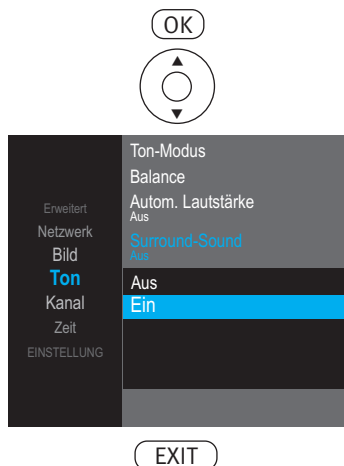 OK
Ton-Modus
Balance
Autom. Lautstärke
Aus
Surround-Sound
Aus
Aus
Ein
Erweitert
Netzwerk
Bild
Ton
Kanal
Zeit
EINSTELLUNG
EXIT